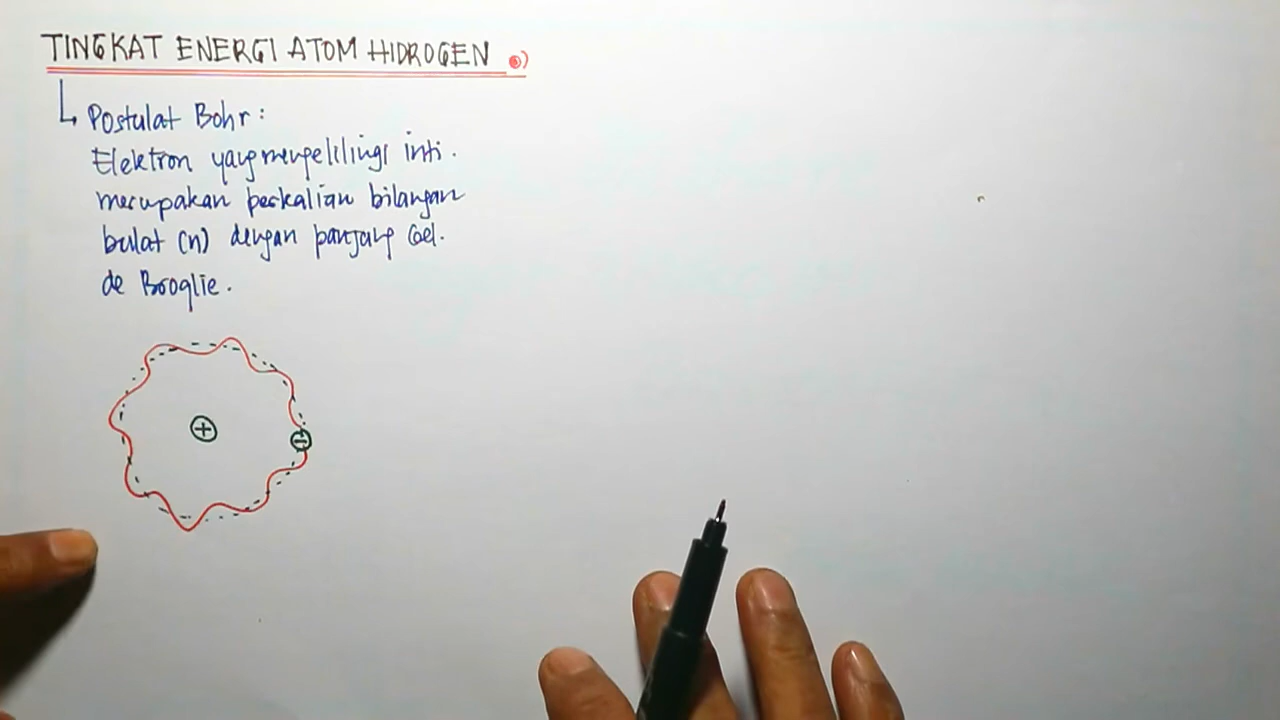 TINGKAT ENERGI ATOM HIDROGEN
Postulat Bohr :
Elektron yang mengelilingi inti.
merupakan perkalian bilangan
bulat (n) dengan panjang Gel.
de Broglie.
+
-